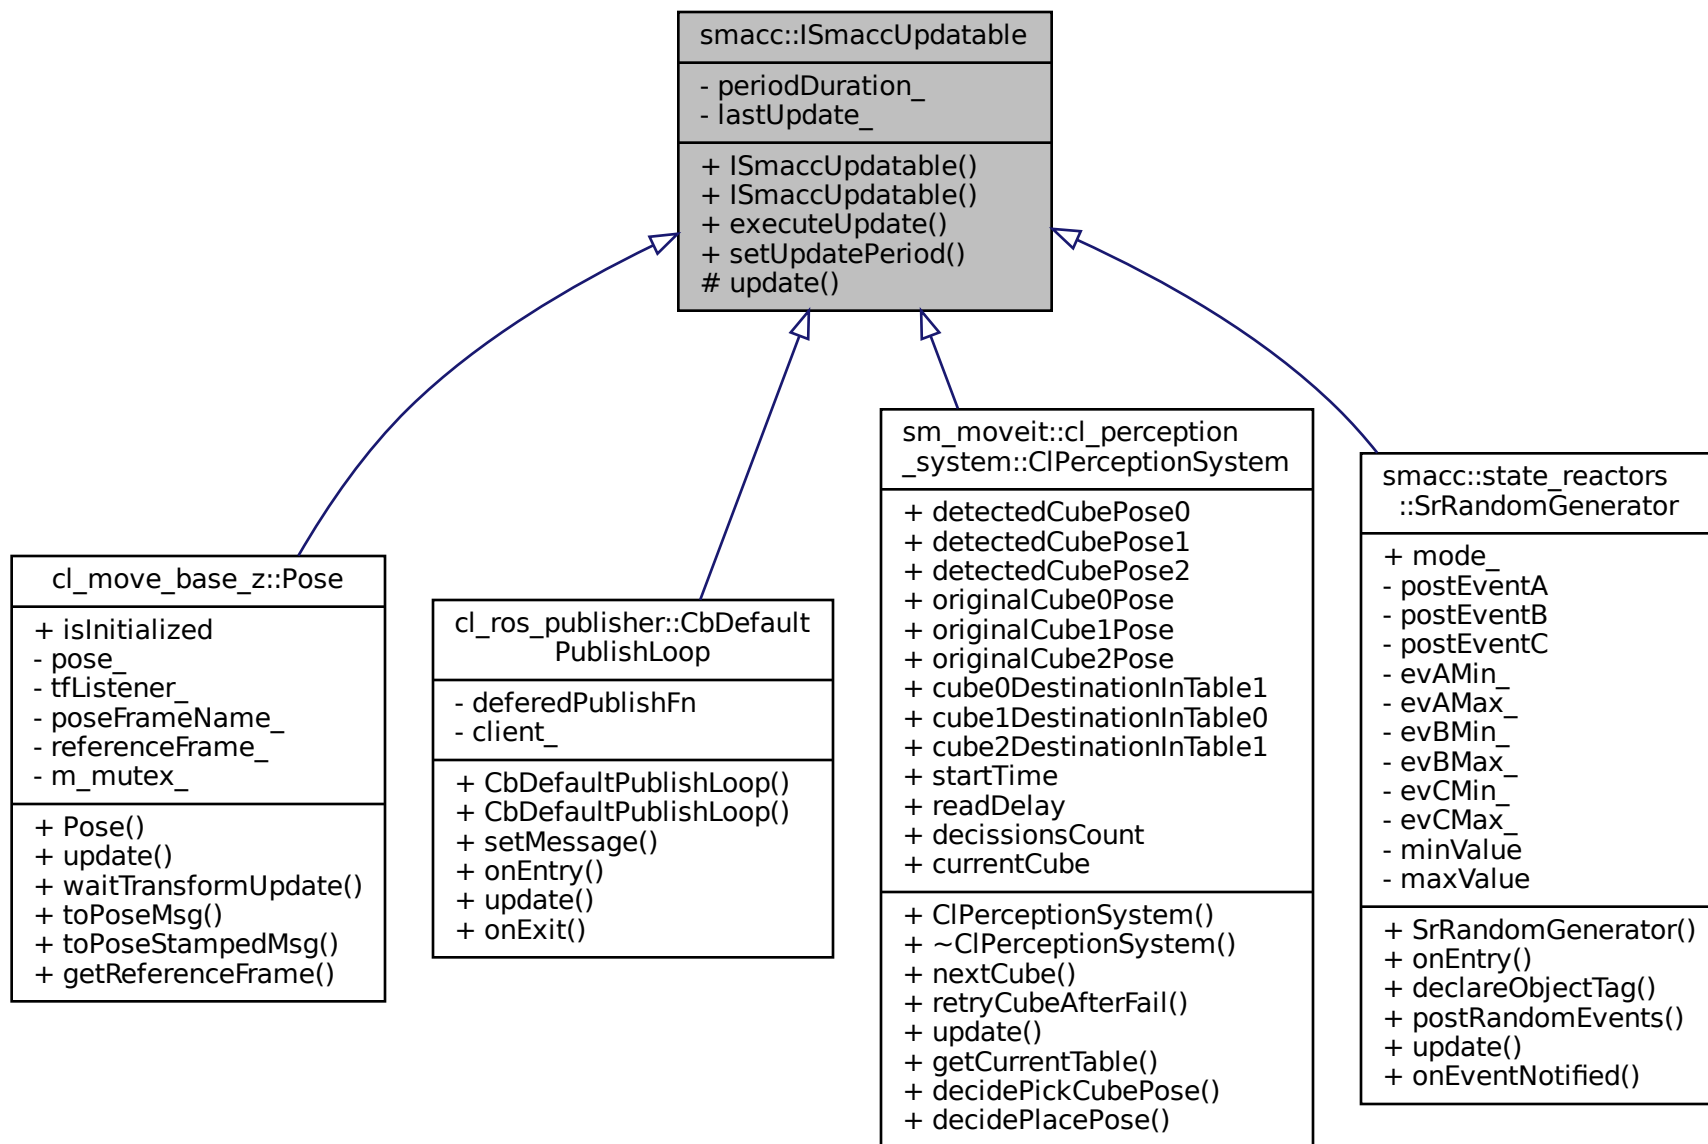 smacc::ISmaccUpdatable
- periodDuration_
- lastUpdate_
+ ISmaccUpdatable()
+ ISmaccUpdatable()
+ executeUpdate()
+ setUpdatePeriod()
# update()
cl_move_base_z::Pose
+ isInitialized
- pose_
- tfListener_
- poseFrameName_
- referenceFrame_
- m_mutex_
+ Pose()
+ update()
+ waitTransformUpdate()
+ toPoseMsg()
+ toPoseStampedMsg()
+ getReferenceFrame()
cl_ros_publisher::CbDefault
PublishLoop
- deferedPublishFn
- client_
+ CbDefaultPublishLoop()
+ CbDefaultPublishLoop()
+ setMessage()
+ onEntry()
+ update()
+ onExit()
sm_moveit::cl_perception
_system::ClPerceptionSystem
+ detectedCubePose0
+ detectedCubePose1
+ detectedCubePose2
+ originalCube0Pose
+ originalCube1Pose
+ originalCube2Pose
+ cube0DestinationInTable1
+ cube1DestinationInTable0
+ cube2DestinationInTable1
+ startTime
+ readDelay
+ decissionsCount
+ currentCube
+ ClPerceptionSystem()
+ ~ClPerceptionSystem()
+ nextCube()
+ retryCubeAfterFail()
+ update()
+ getCurrentTable()
+ decidePickCubePose()
+ decidePlacePose()
smacc::state_reactors
::SrRandomGenerator
+ mode_
- postEventA
- postEventB
- postEventC
- evAMin_
- evAMax_
- evBMin_
- evBMax_
- evCMin_
- evCMax_
- minValue
- maxValue
+ SrRandomGenerator()
+ onEntry()
+ declareObjectTag()
+ postRandomEvents()
+ update()
+ onEventNotified()